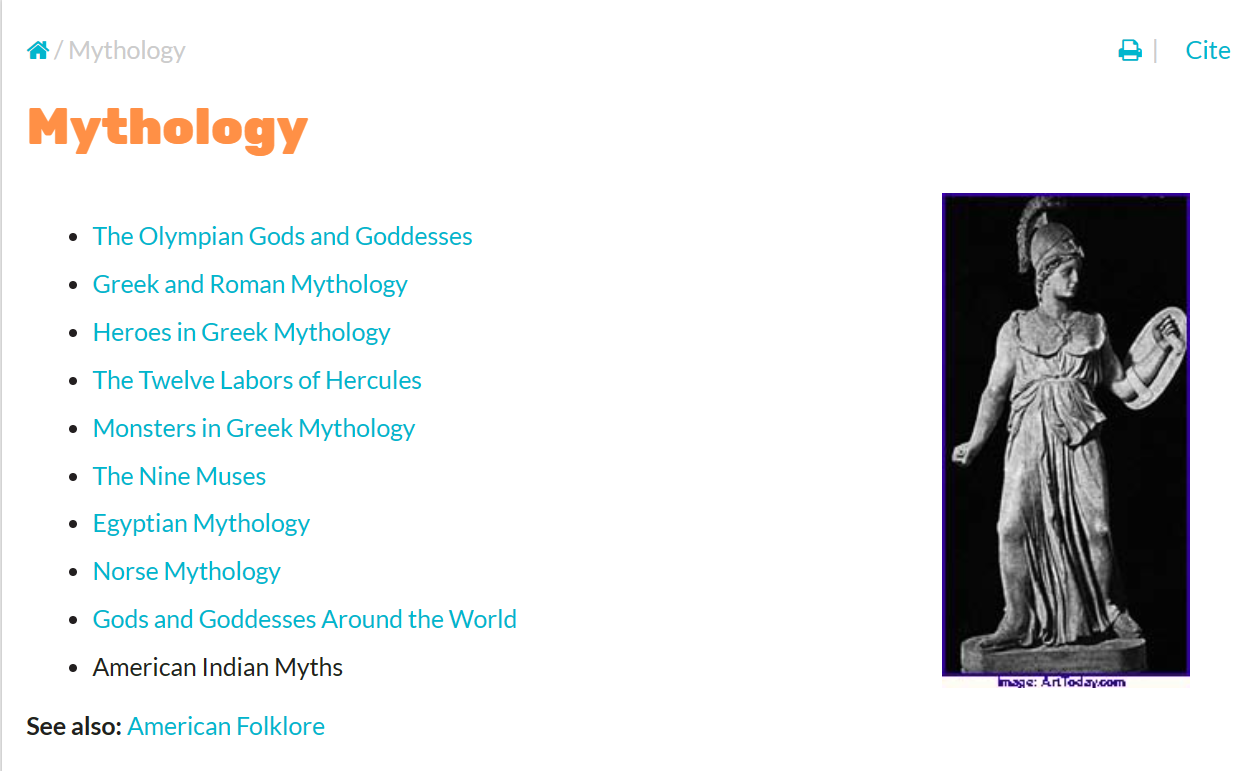 / Mythology
| Cite
Mythology
• The Olympian Gods and Goddesses
• Greek and Roman Mythology
• Heroes in Greek Mythology
• The Twelve Labors of Hercules
• Monsters in Greek Mythology
• The Nine Muses
• Egyptian Mythology
• Norse Mythology
• Gods and Goddesses Around the World
• American Indian Myths
Image: ArtToday.com
See also: American Folklore